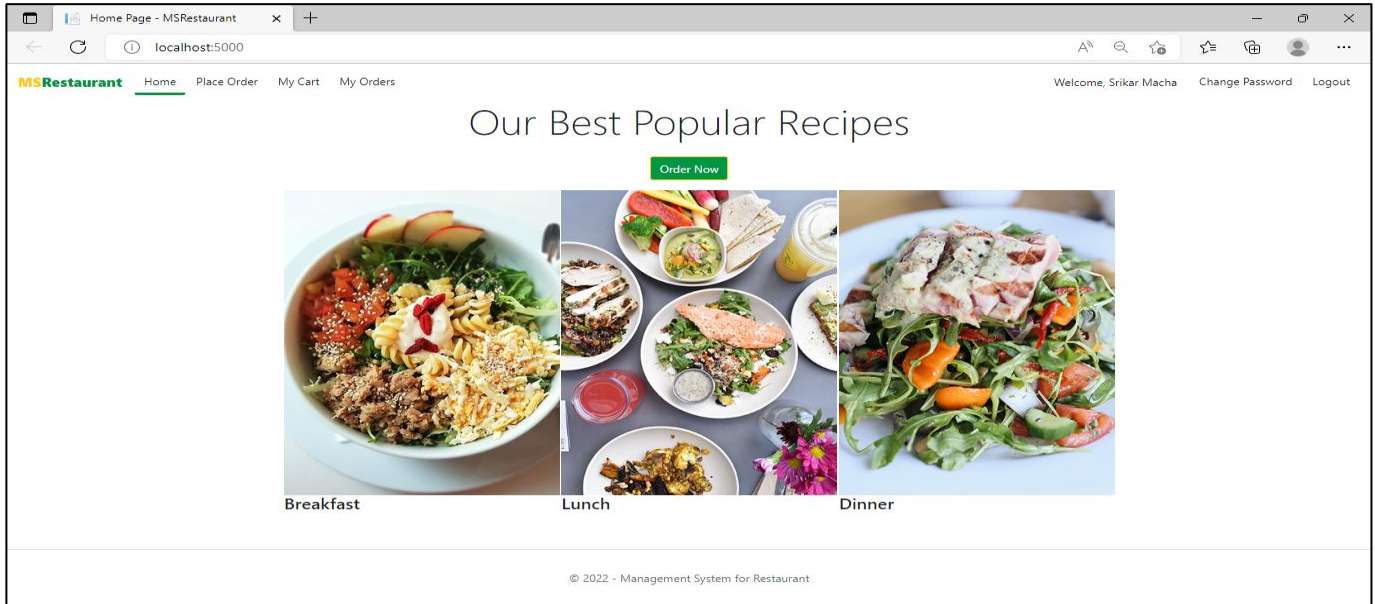 Home Page - MSRestaurant
localhost:5000
MSRestaurant Home Place Order My Cart My Orders Welcome, Srikar Macha Change Password Logout
Our Best Popular Recipes
Order Now
Breakfast Lunch Dinner
© 2022 - Management System for Restaurant